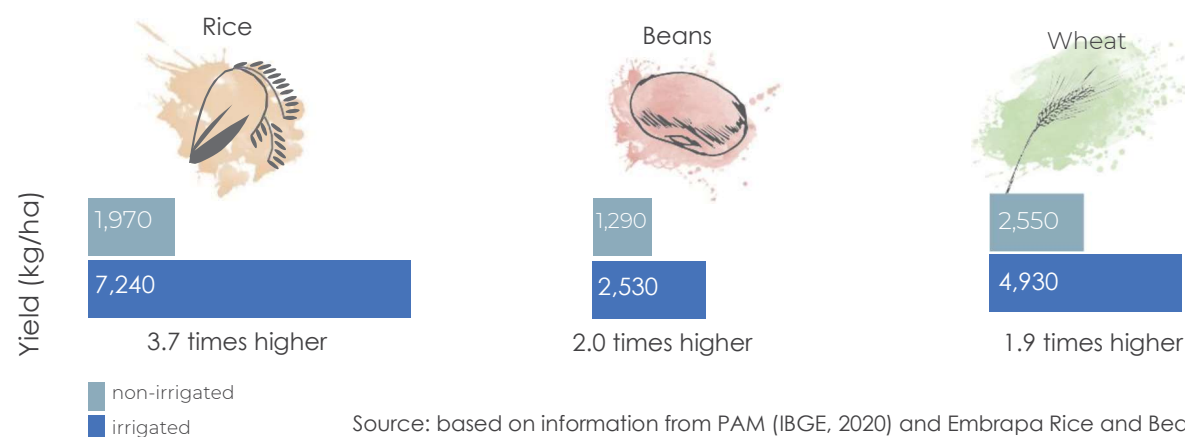 Rice
Beans
Wheat
Yield (kg/ha)
1,970
7,240
3.7 times higher
1,290
2,530
2.0 times higher
2,550
4,930
1.9 times higher
non-irrigated
irrigated
Source: based on information from PAM (IBGE, 2020) and Embrapa Rice and